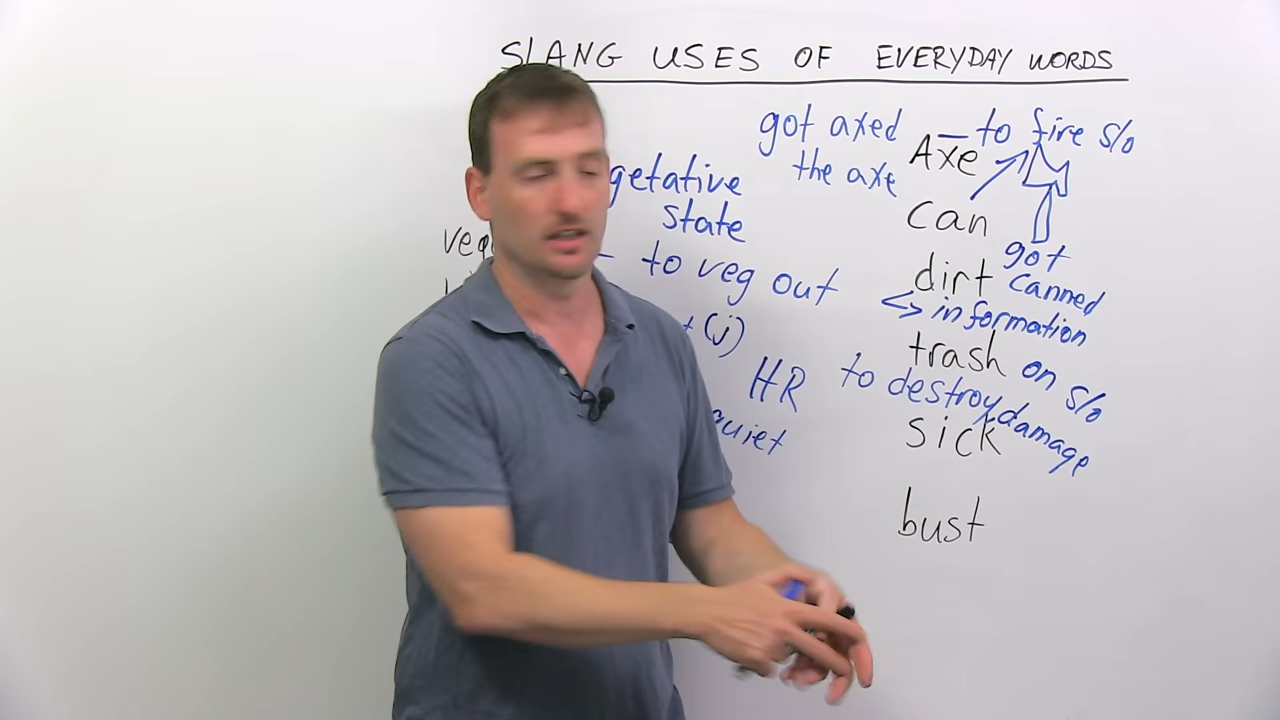 SLANG USES OF EVERYDAY WORDS
getative
state
to veg out
(j)
HR
quiet
got axed
the axe
Axe – to fire s/o
can
got
canned
dirt
<> information
on s/o
trash
to destroy, damage
sick
bust